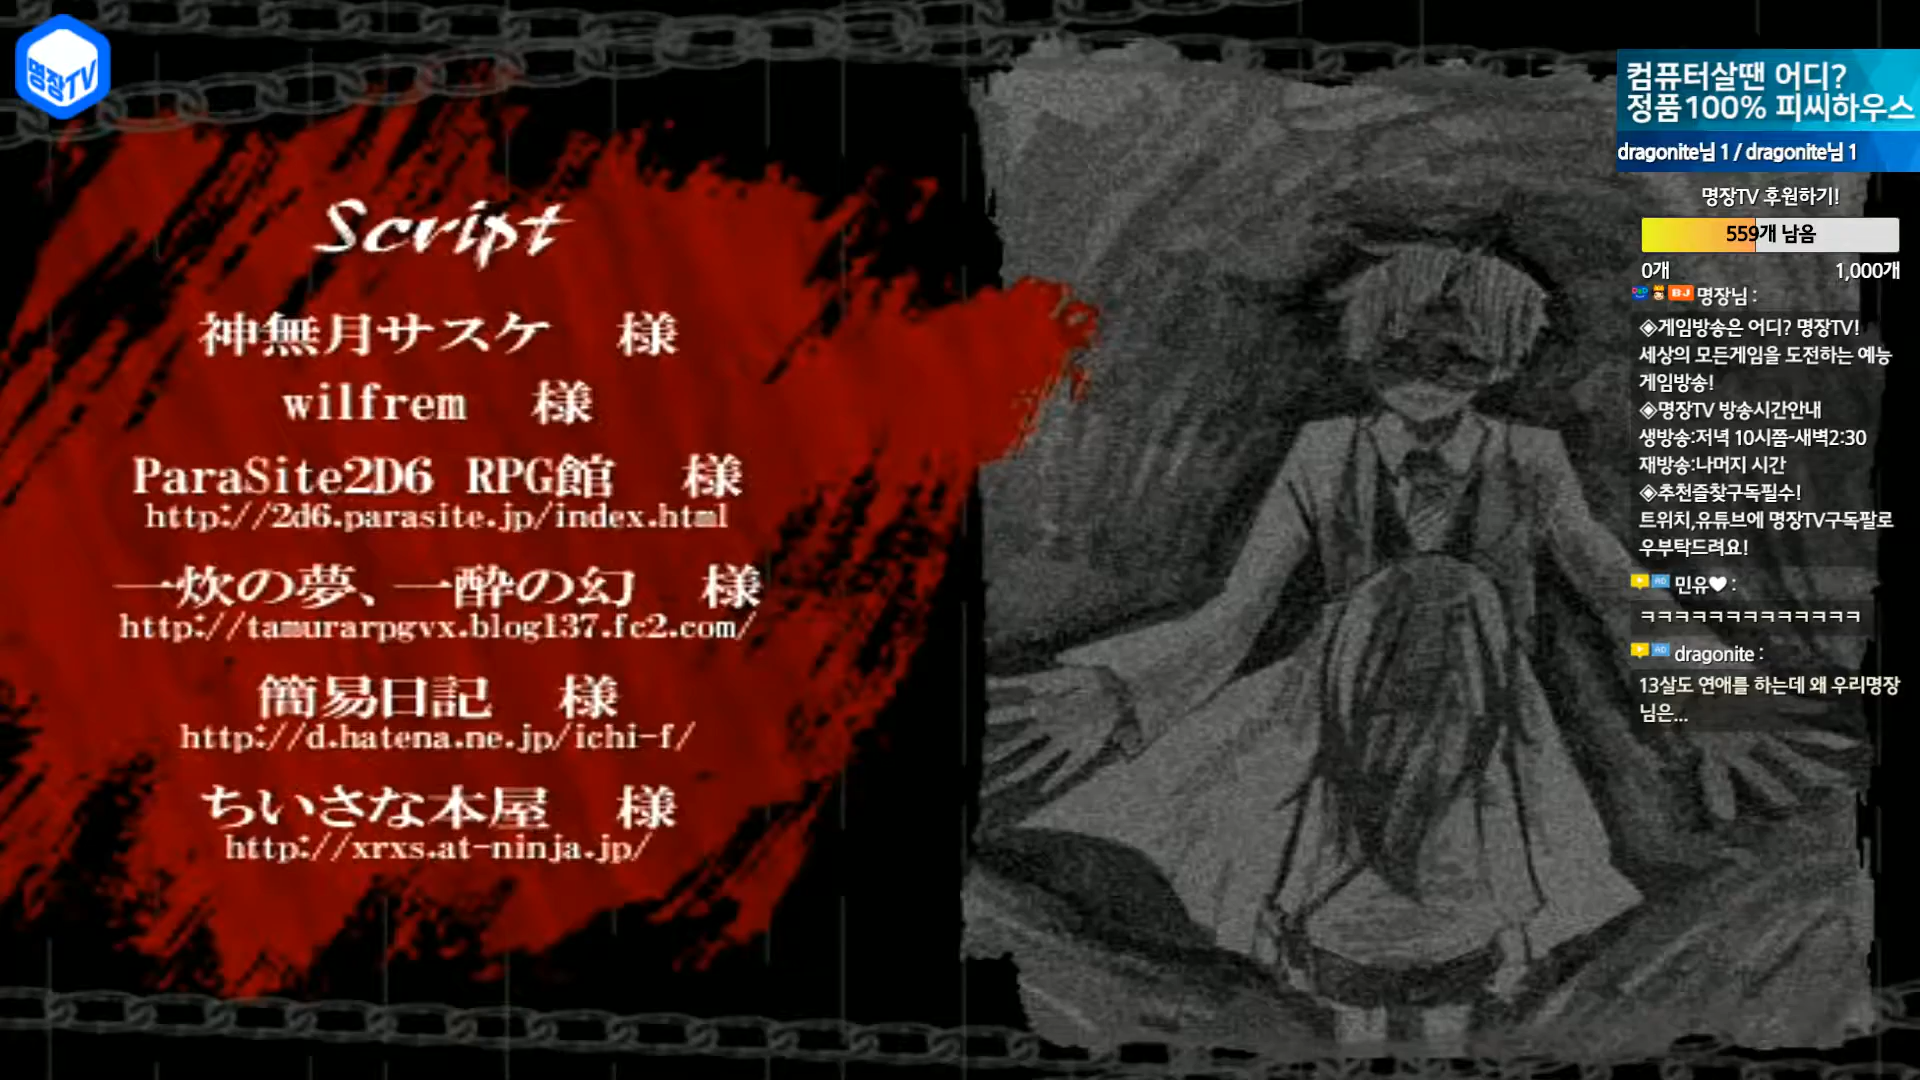 명장TV
Script
神無月サスケ 様
wilfrem 様
ParaSite2D6 RPG館 様
http://2d6.parasite.jp/index.html
一炊の夢、一酔の幻 様
http://tamurarpgvx.blog137.fc2.com/
簡易日記 様
http://d.hatena.ne.jp/ichi-f/
ちいさな本屋 様
http://xrxs.at-ninja.jp/
컴퓨터살땐 어디?
정품100% 피씨하우스
dragonite님 1 / dragonite님 1
명장TV 후원하기!
559개 남음
0개 1,000개
BJ 명장님 :
◈게임방송은 어디? 명장TV!
세상의 모든게임을 도전하는 예능
게임방송!
◈명장TV 방송시간안내
생방송:저녁 10시쯤-새벽2:30
재방송:나머지 시간
◈추천즐찾구독필수!
트위치,유튜브에 명장TV구독팔로
우부탁드려요!
AD 민유♥ :
ㅋㅋㅋㅋㅋㅋㅋㅋㅋㅋㅋㅋㅋ
AD dragonite :
13살도 연애를 하는데 왜 우리명장
님은...